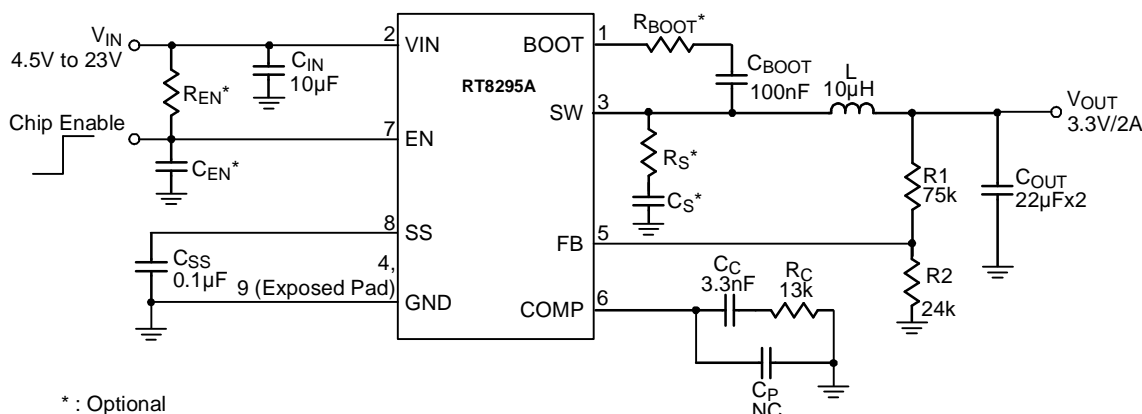 VIN
4.5V to 23V
REN*
Chip Enable
CEN*
CSS
0.1µF
CIN
10µF
2
7
8
4,
9 (Exposed Pad)
VIN
EN
SS
GND
RT8295A
BOOT
SW
FB
COMP
1
3
5
6
RBOOT*
CBOOT
100nF
L
10µH
RS*
CS*
CC
3.3nF
RC
13k
CP
NC
R1
75k
R2
24k
COUT
22µFx2
VOUT
3.3V/2A
* : Optional